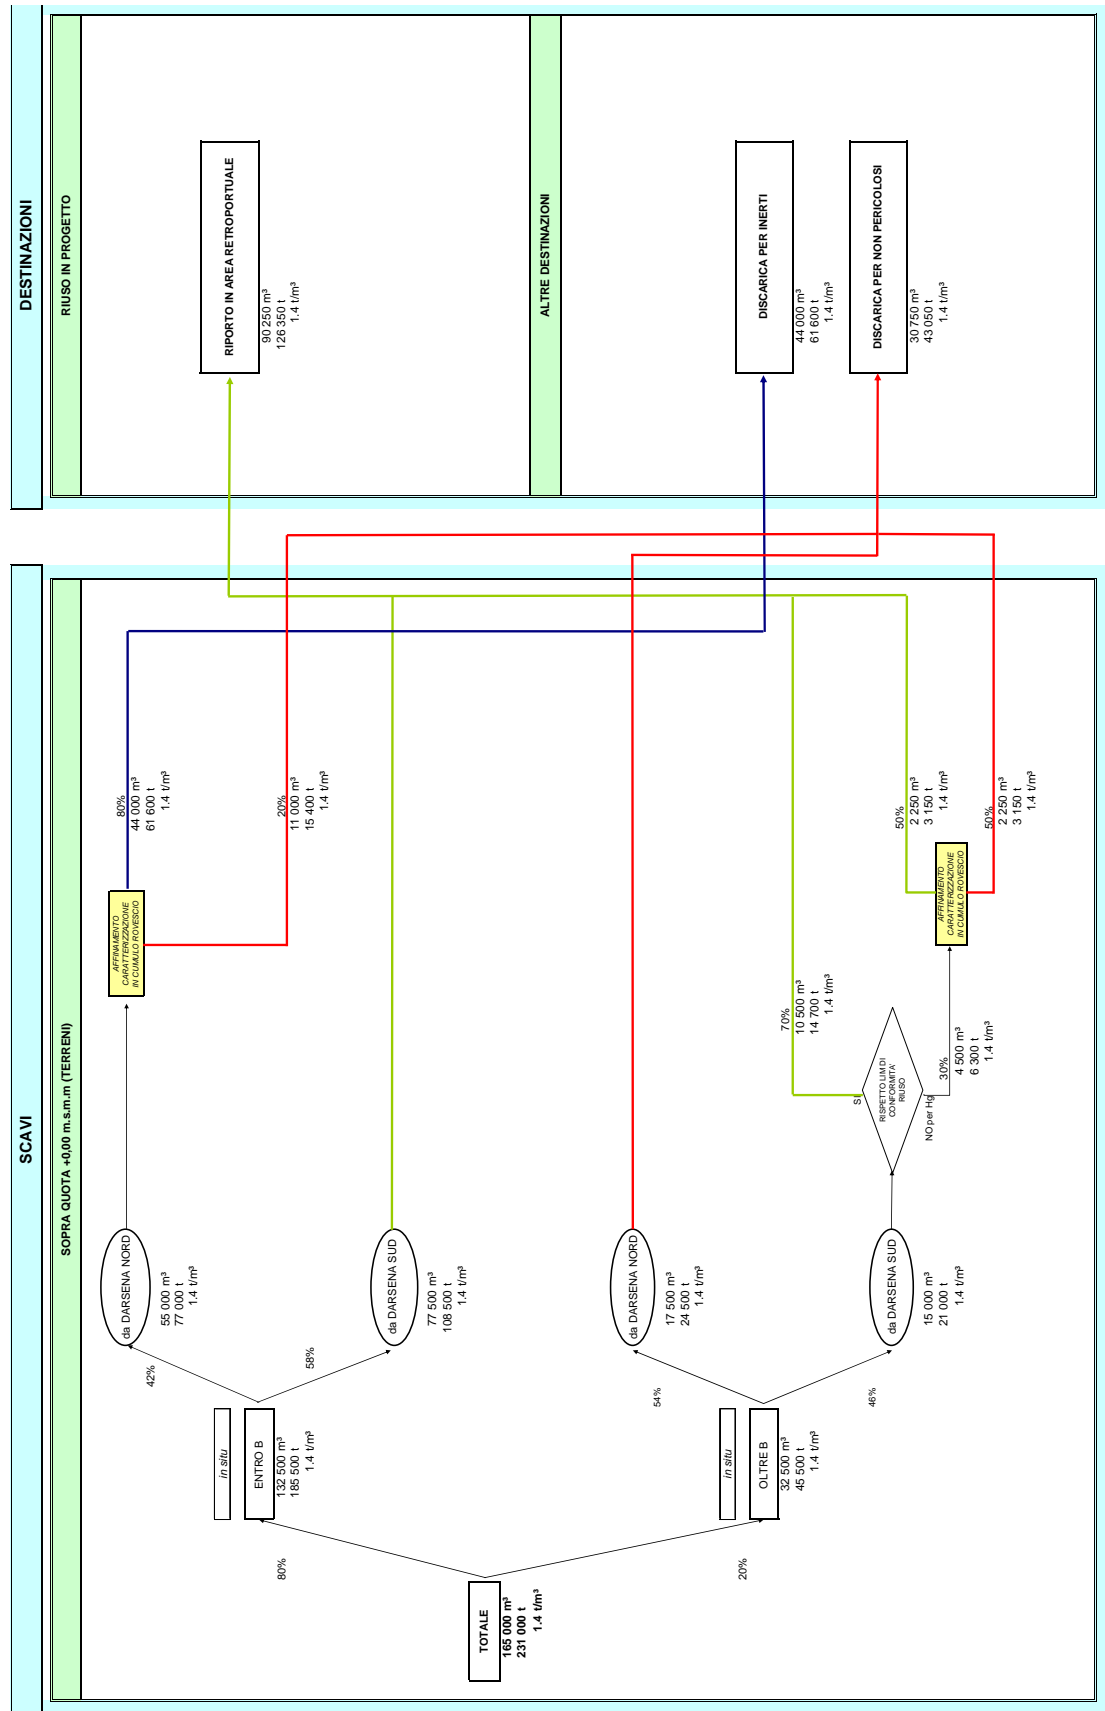 SCAVI
DESTINAZIONI
SOPRA QUOTA +0,00 m.s.m.m (TERRENI)
RIUSO IN PROGETTO
TOTALE
165 000 m³
231 000 t
1.4 t/m³
80%
20%
in situ
ENTRO B
132 500 m³
185 500 t
1.4 t/m³
42%
58%
da DARSENA NORD
55 000 m³
77 000 t
1.4 t/m³
AFFINAMENTO
CARATTERIZZAZIONE
IN CUMULO ROVESCIO
80%
44 000 m³
61 600 t
1.4 t/m³
20%
11 000 m³
15 400 t
1.4 t/m³
da DARSENA SUD
77 500 m³
108 500 t
1.4 t/m³
in situ
OLTRE B
32 500 m³
45 500 t
1.4 t/m³
54%
46%
da DARSENA NORD
17 500 m³
24 500 t
1.4 t/m³
da DARSENA SUD
15 000 m³
21 000 t
1.4 t/m³
RISPETTO LIM DI
CONFORMITA'
RIUSO
SI
70%
10 500 m³
14 700 t
1.4 t/m³
NO per Hg
30%
4 500 m³
6 300 t
1.4 t/m³
AFFINAMENTO
CARATTERIZZAZIONE
IN CUMULO ROVESCIO
50%
2 250 m³
3 150 t
1.4 t/m³
50%
2 250 m³
3 150 t
1.4 t/m³
RIPORTO IN AREA RETROPORTUALE
90 250 m³
126 350 t
1.4 t/m³
ALTRE DESTINAZIONI
DISCARICA PER INERTI
44 000 m³
61 600 t
1.4 t/m³
DISCARICA PER NON PERICOLOSI
30 750 m³
43 050 t
1.4 t/m³